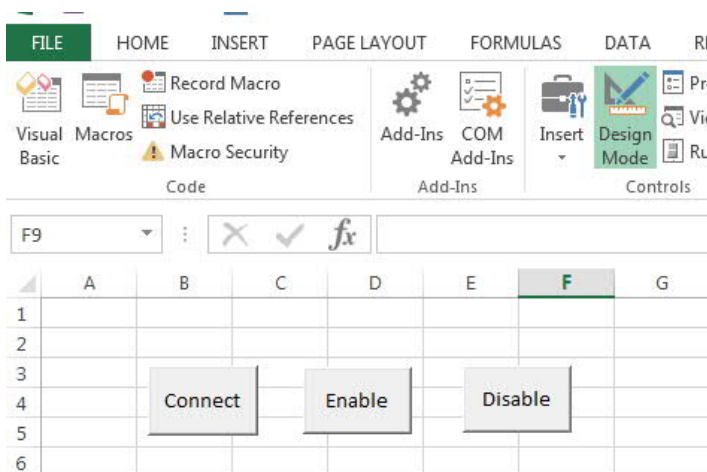 FILE HOME INSERT PAGE LAYOUT FORMULAS DATA
Record Macro
Use Relative References
Macro Security
Visual Basic
Macros
Add-Ins
COM Add-Ins
Insert
Design Mode
Code
Add-Ins
Controls
F9
fx
A B C D E F G
1
2
3
4
5
6
Connect Enable Disable